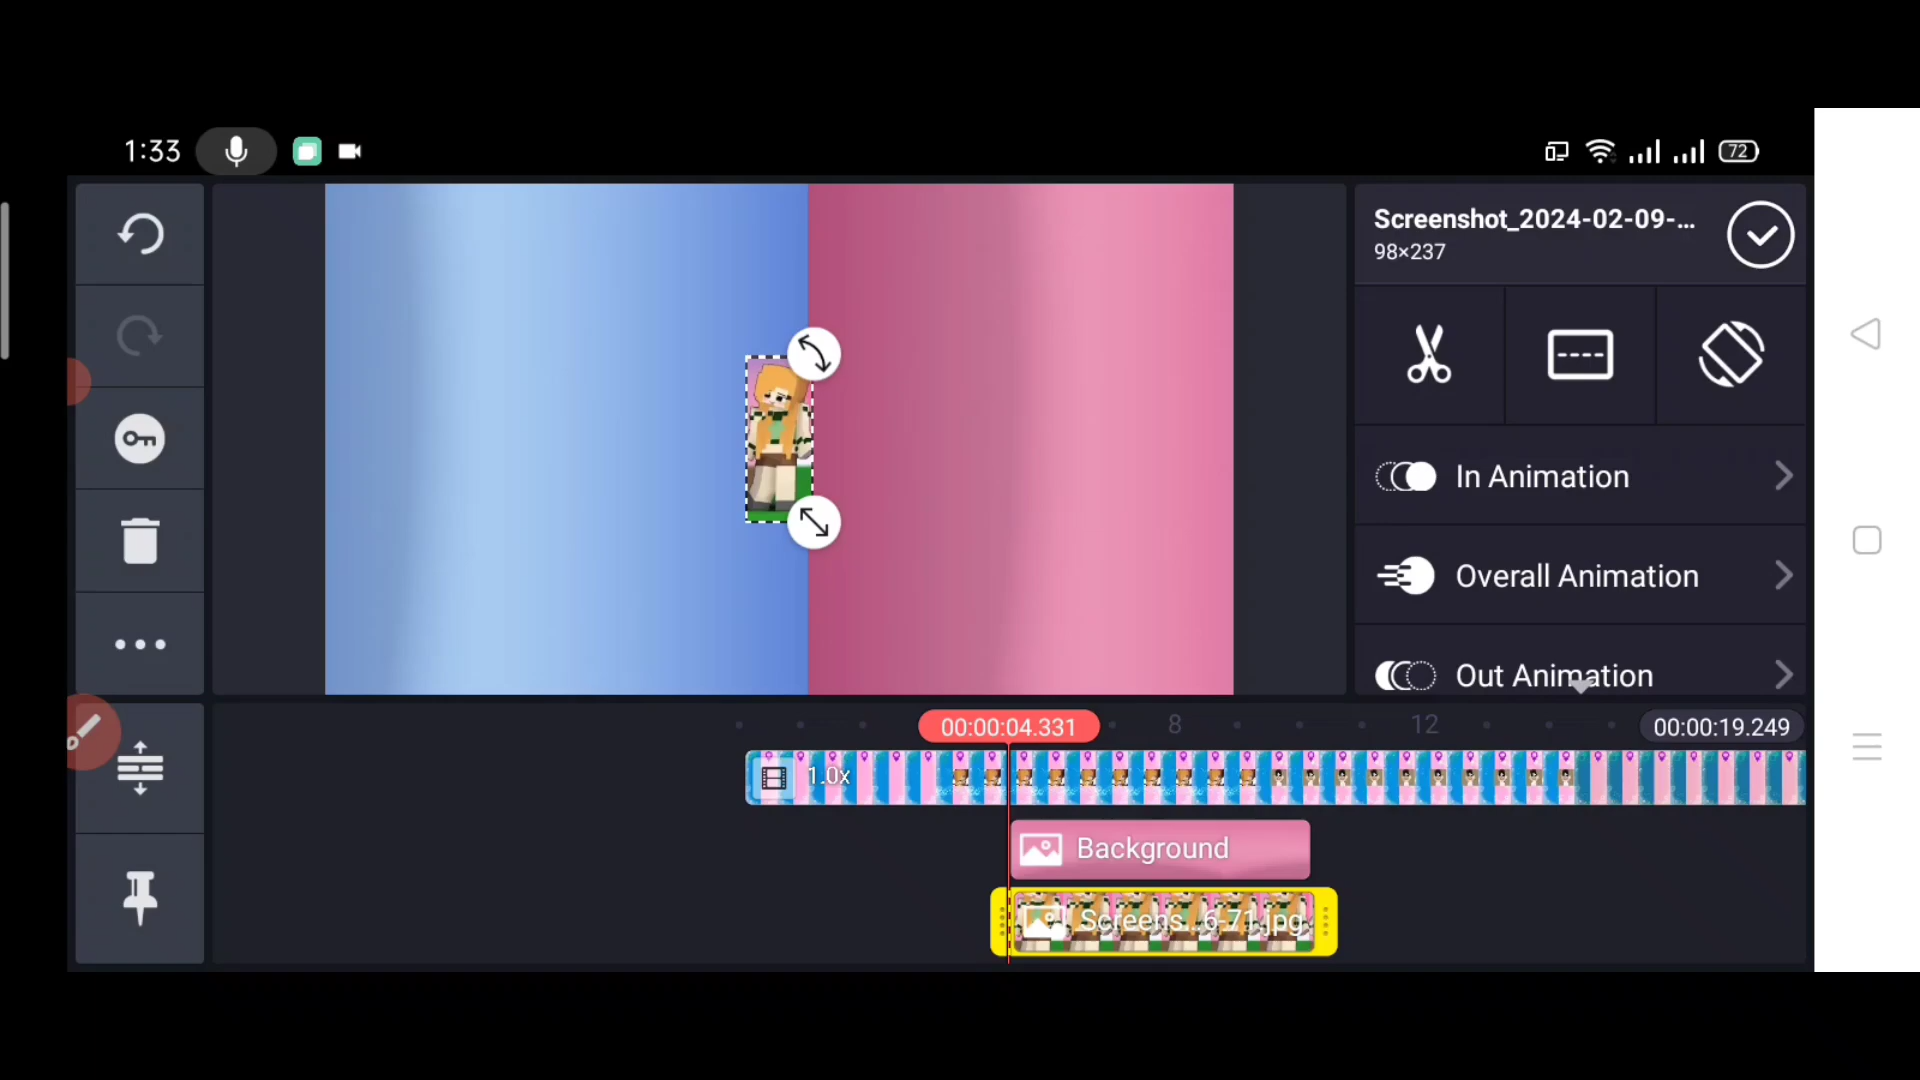 1:33
72
Screenshot_2024-02-09-...
98×237
In Animation
Overall Animation
Out Animation
00:00:04.331
8
12
00:00:19.249
1.0x
Background
Screens...6-71.jpg